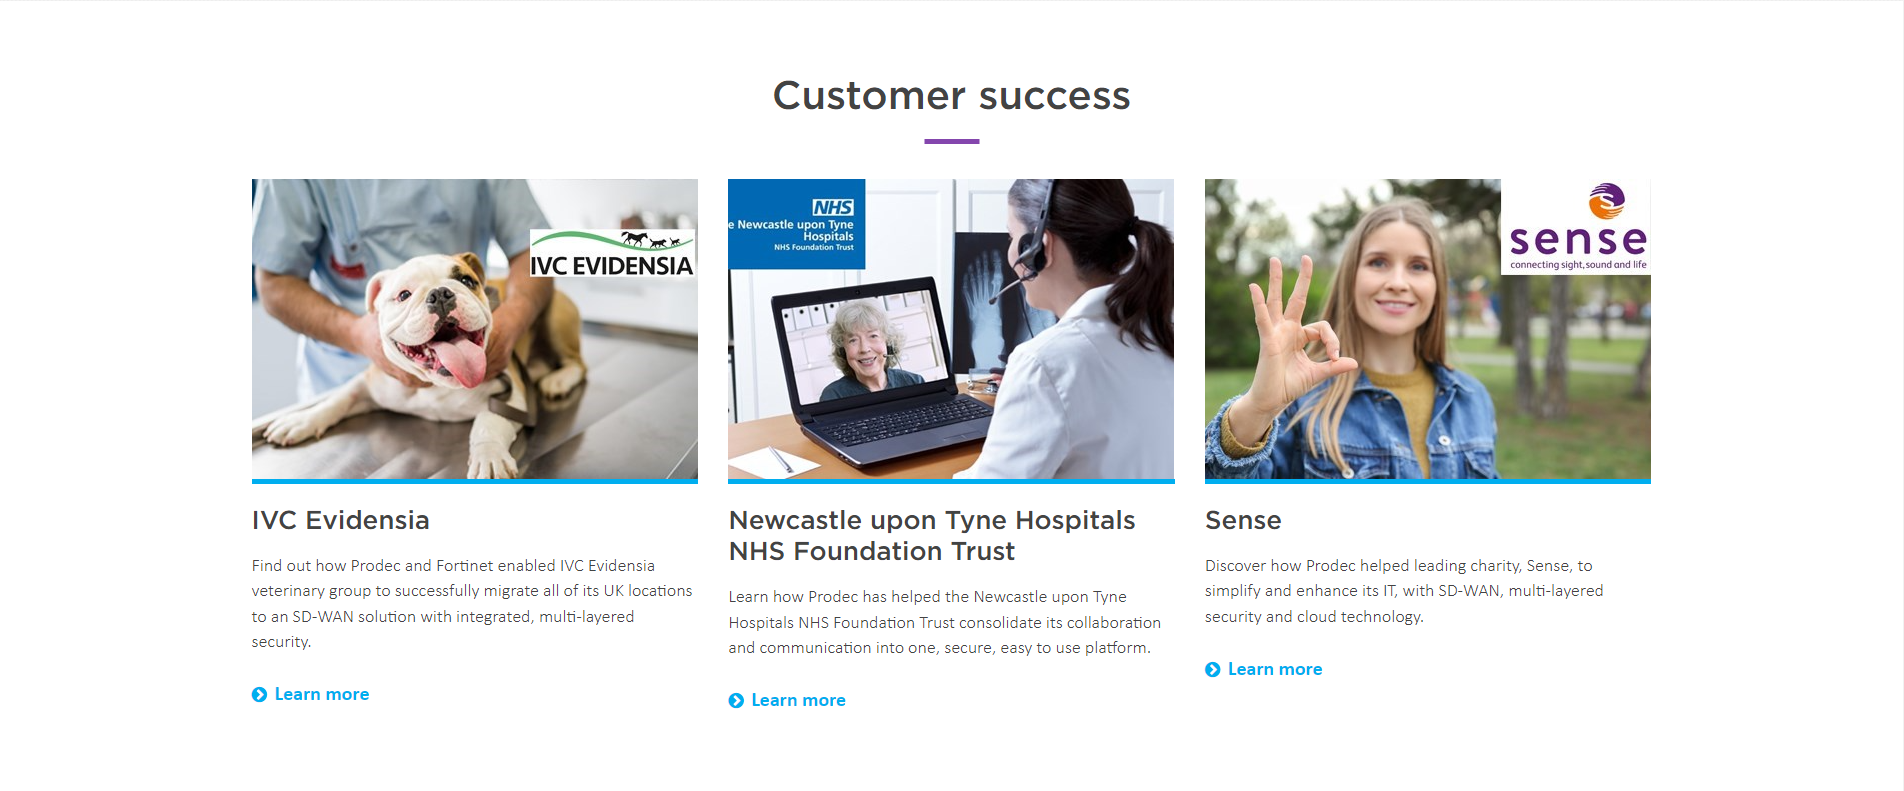 Customer success
IVC EVIDENSIA
NHS
e Newcastle upon Tyne
Hospitals
NHS Foundation Trust
sense
connecting sight, sound and life
IVC Evidensia
Find out how Prodec and Fortinet enabled IVC Evidensia
veterinary group to successfully migrate all of its UK locations
to an SD-WAN solution with integrated, multi-layered
security.
Learn more
Newcastle upon Tyne Hospitals
NHS Foundation Trust
Learn how Prodec has helped the Newcastle upon Tyne
Hospitals NHS Foundation Trust consolidate its collaboration
and communication into one, secure, easy to use platform.
Learn more
Sense
Discover how Prodec helped leading charity, Sense, to
simplify and enhance its IT, with SD-WAN, multi-layered
security and cloud technology.
Learn more